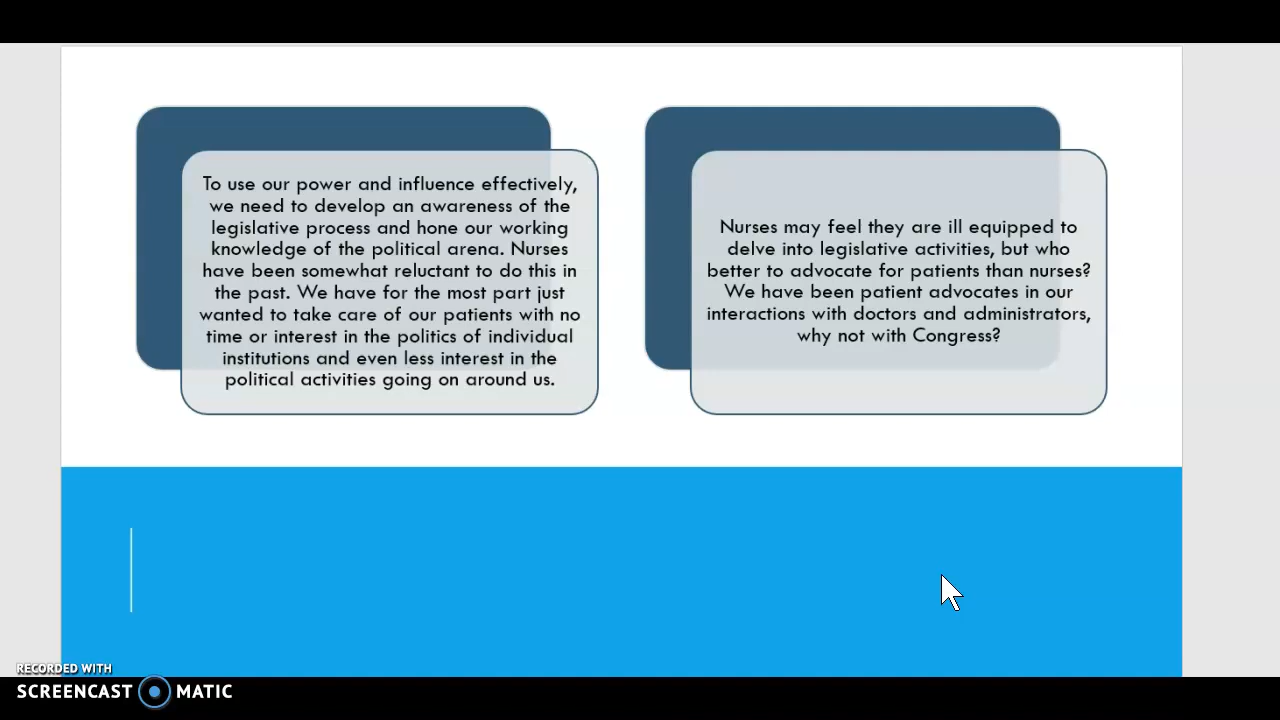 To use our power and influence effectively,
we need to develop an awareness of the
legislative process and hone our working
knowledge of the political arena. Nurses
have been somewhat reluctant to do this in
the past. We have for the most part just
wanted to take care of our patients with no
time or interest in the politics of individual
institutions and even less interest in the
political activities going on around us.
Nurses may feel they are ill equipped to
delve into legislative activities, but who
better to advocate for patients than nurses?
We have been patient advocates in our
interactions with doctors and administrators,
why not with Congress?
RECORDED WITH
SCREENCAST MATIC